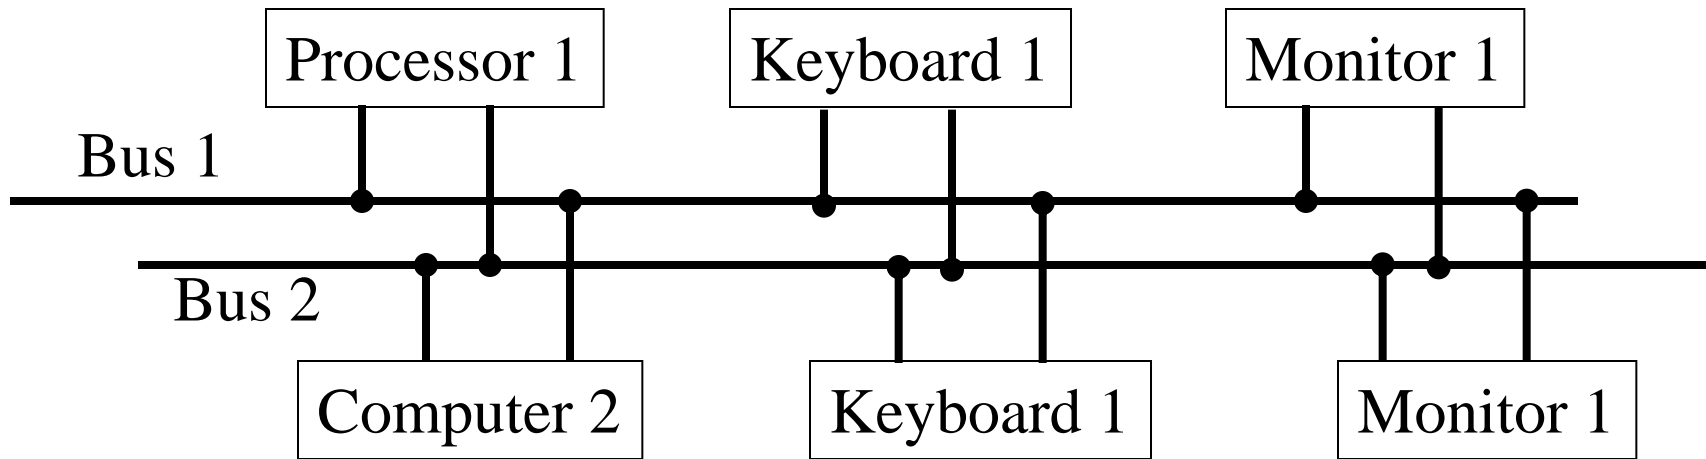 Processor 1
Keyboard 1
Monitor 1
Bus 1
Bus 2
Computer 2
Keyboard 1
Monitor 1